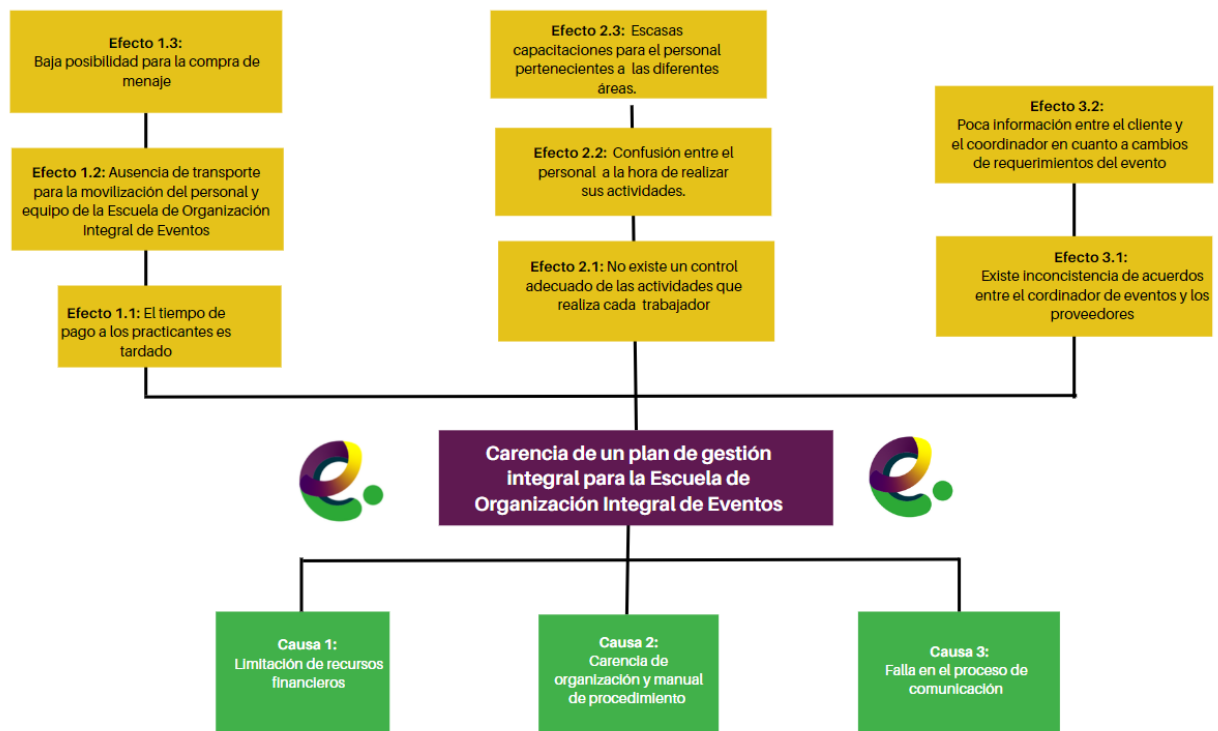 Efecto 1.3:
Baja posibilidad para la compra de
menaje
Efecto 2.3: Escasas
capacitaciones para el personal
pertenecientes a las diferentes
áreas.
Efecto 3.2:
Poca información entre el cliente y
el coordinador en cuanto a cambios
de requerimientos del evento
Efecto 1.2: Ausencia de transporte
para la movilización del personal y
equipo de la Escuela de Organización
Integral de Eventos
Efecto 2.2: Confusión entre el
personal a la hora de realizar
sus actividades.
Efecto 3.1:
Existe inconcistencia de acuerdos
entre el cordinador de eventos y los
proveedores
Efecto 1.1: El tiempo de
pago a los practicantes es
tardado
Efecto 2.1: No existe un control
adecuado de las actividades que
realiza cada trabajador
Carencia de un plan de gestión
integral para la Escuela de
Organización Integral de Eventos
Causa 1:
Limitación de recursos
financieros
Causa 2:
Carencia de
organización y manual
de procedimiento
Causa 3:
Falla en el proceso de
comunicación